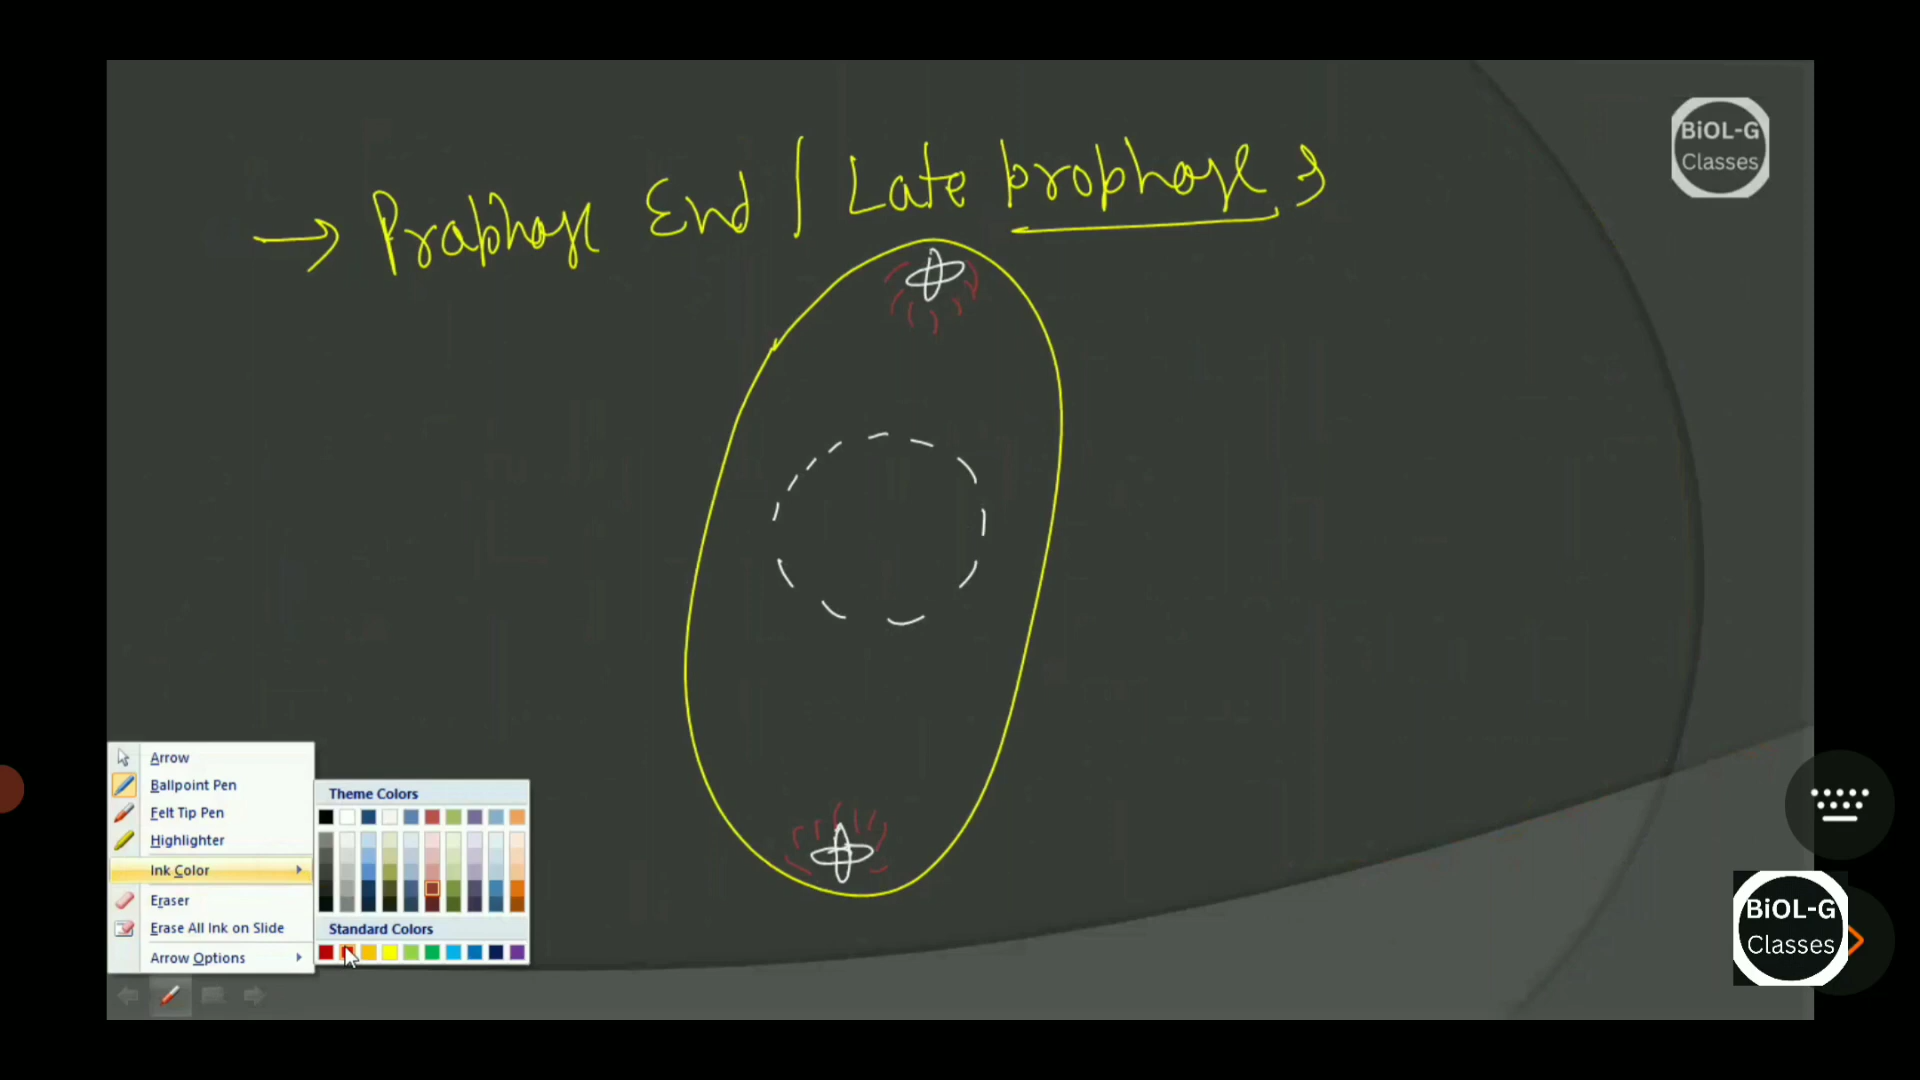 BiOL-G
Classes
→ Praphase End / Late prophase ;
Arrow
Ballpoint Pen
Felt Tip Pen
Highlighter
Ink Color
Eraser
Erase All Ink on Slide
Arrow Options
Theme Colors
Standard Colors
BiOL-G
Classes